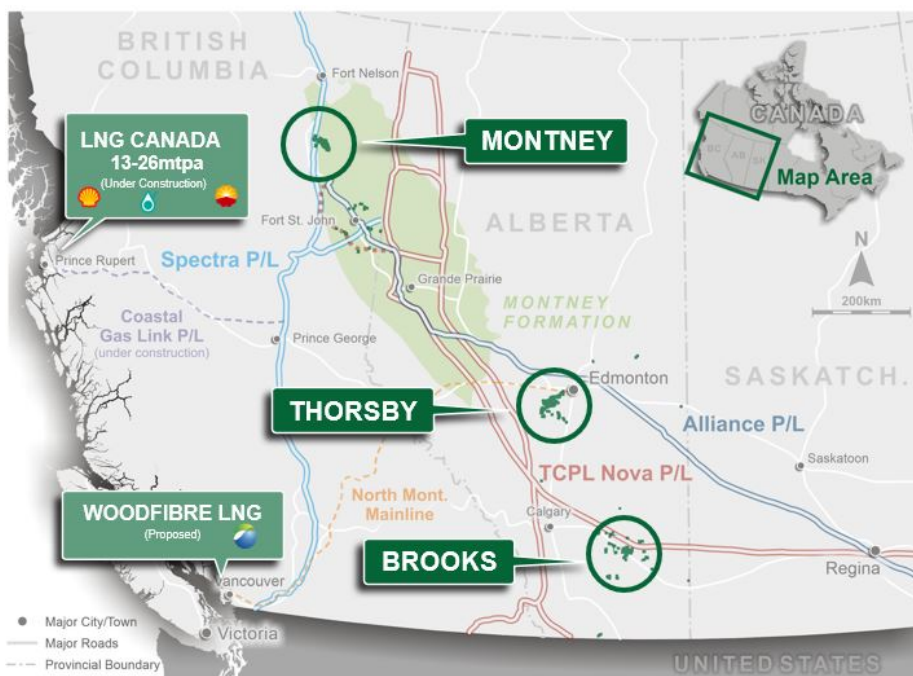 BRITISH
COLUMBIA
Fort Nelson
LNG CANADA
13-26mtpa
(Under Construction)
MONTNEY
CANADA
BC
AB
SK
Map Area
N
200km
Fort St. John
ALBERTA
Prince Rupert
Spectra P/L
Grande Prairie
Coastal
Gas Link P/L
(under construction)
MONTNEY
FORMATION
Prince George
SASKATCH.
THORSBY
Edmonton
Alliance P/L
Saskatoon
TCPL Nova P/L
North Mont.
Mainline
WOODFIBRE LNG
(Proposed)
Calgary
BROOKS
Regina
Vancouver
Victoria
Major City/Town
Major Roads
Provincial Boundary
UNITED STATES